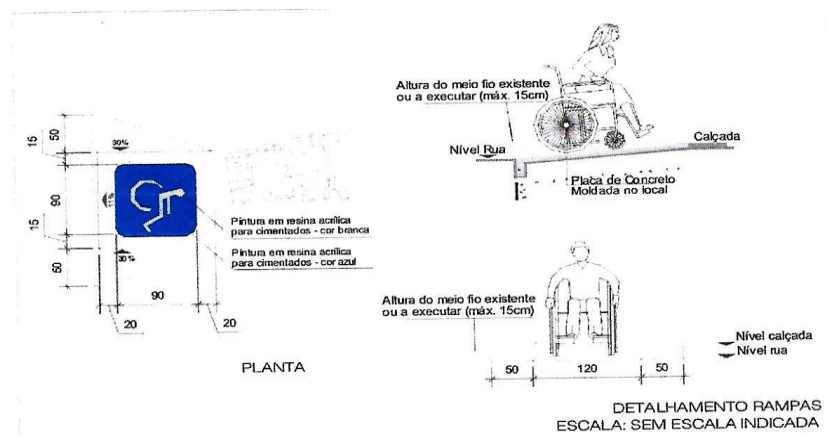 50
15
90
15
50
30%
11%
30%
Pintura em resina acrílica
para cimentados - cor branca
Pintura em resina acrílica
para cimentados - cor azul
90
20
20
PLANTA
Altura do meio fio existente
ou a executar (máx. 15cm)
Nível Rua
Calçada
Placa de Concreto
Moldada no local
Altura do meio fio existente
ou a executar (máx. 15cm)
Nível calçada
Nível rua
50
120
50
DETALHAMENTO RAMPAS
ESCALA: SEM ESCALA INDICADA